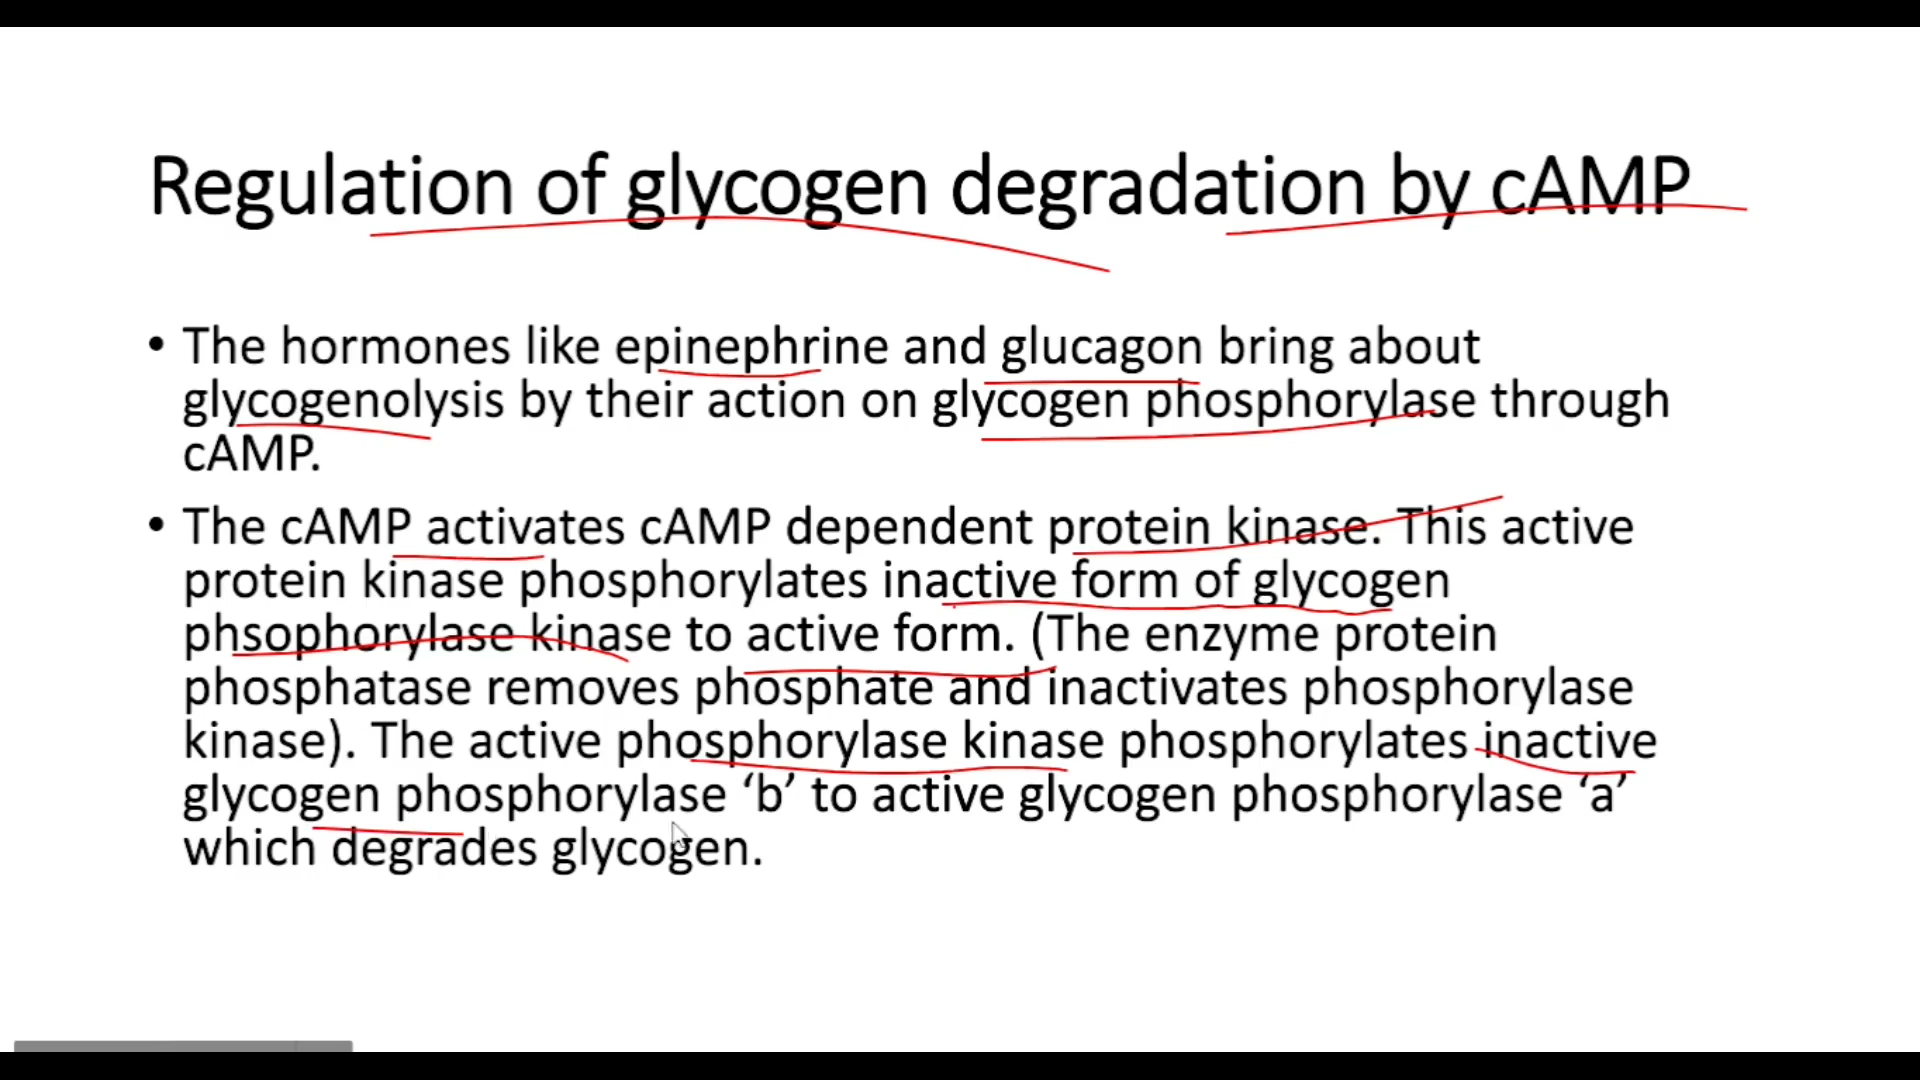 Regulation of glycogen degradation by cAMP
• The hormones like epinephrine and glucagon bring about
glycogenolysis by their action on glycogen phosphorylase through
cAMP.
• The cAMP activates cAMP dependent protein kinase. This active
protein kinase phosphorylates inactive form of glycogen
phsophorylase kinase to active form. (The enzyme protein
phosphatase removes phosphate and inactivates phosphorylase
kinase). The active phosphorylase kinase phosphorylates inactive
glycogen phosphorylase ‘b’ to active glycogen phosphorylase ‘a’
which degrades glycogen.